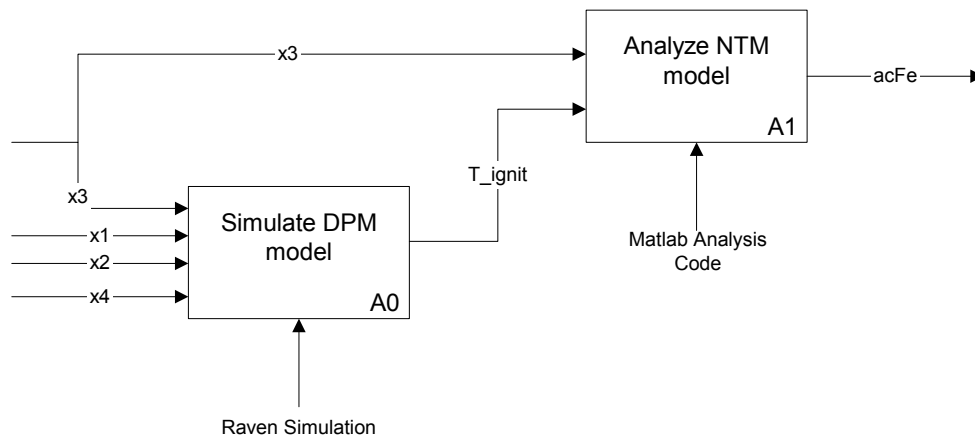 x3
Analyze NTM
model
acFe
A1
T_ignit
x3
Simulate DPM
model
x1
x2
x4
A0
Matlab Analysis
Code
Raven Simulation